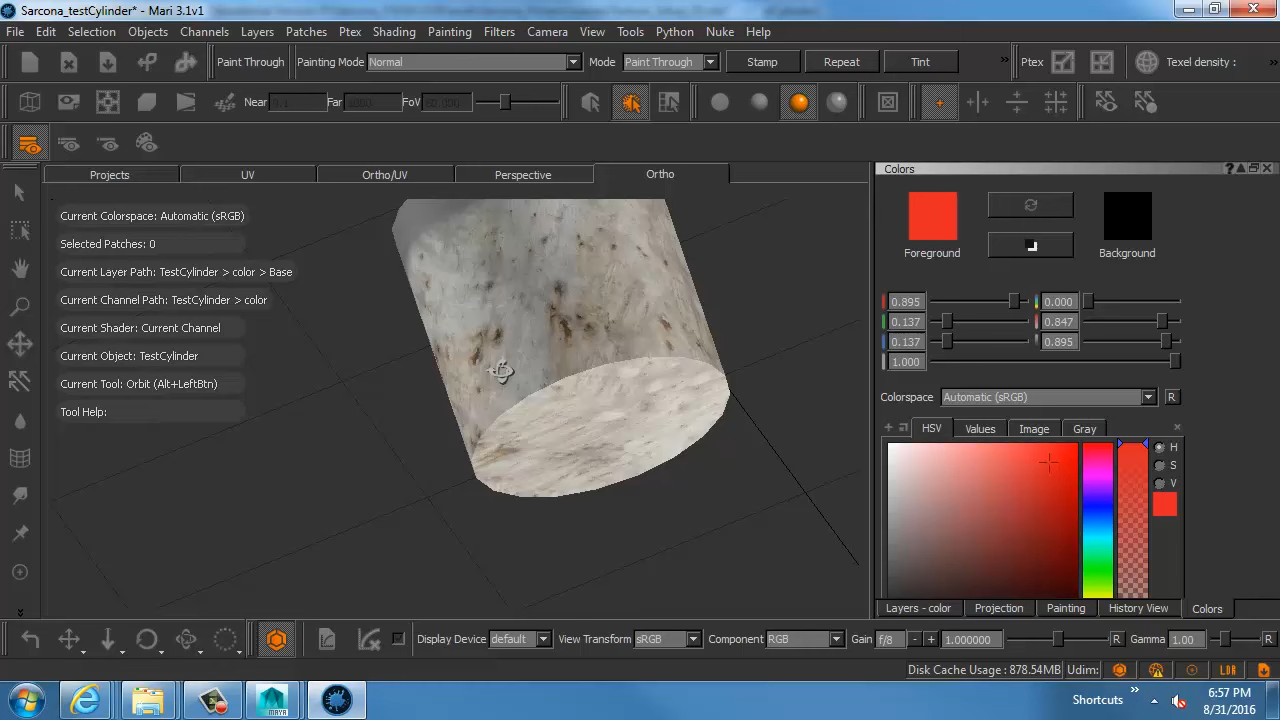 Sarcona_testCylinder* - Mari 3.1v1
File Edit Selection Objects Channels Layers Patches Ptex Shading Painting Filters Camera View Tools Python Nuke Help
Paint Through Painting Mode Normal Mode Paint Through Stamp Repeat Tint » Ptex Texel density : »
Near 0.1 Far FoV
Projects UV Ortho/UV Perspective Ortho
Colors
Current Colorspace: Automatic (sRGB)
Selected Patches: 0
Current Layer Path: TestCylinder > color > Base
Current Channel Path: TestCylinder > color
Current Shader: Current Channel
Current Object: TestCylinder
Current Tool: Orbit (Alt+LeftBtn)
Tool Help:
Foreground Background
0.895 0.000
0.137 0.847
0.137 0.895
1.000
Colorspace Automatic (sRGB) R
HSV Values Image Gray
H
S
V
Layers - color Projection Painting History View Colors
Display Device default View Transform sRGB Component RGB Gain f/8 - + 1.000000 R Gamma 1.00 R
Disk Cache Usage : 878.54MB Udim: LDR
MAYA
Shortcuts »
6:57 PM
8/31/2016